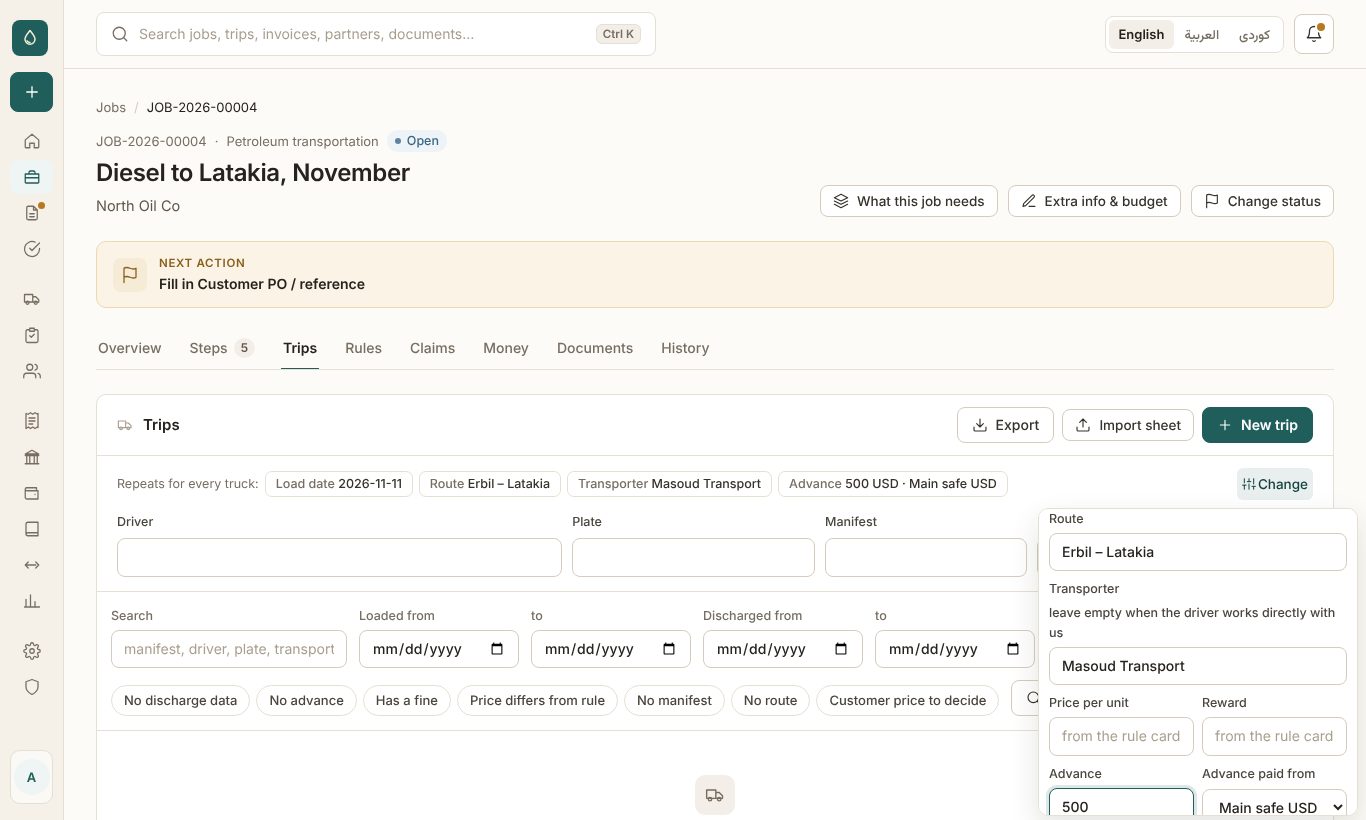 Search jobs, trips, invoices, partners, documents... Ctrl K
English العربية کوردی
Jobs / JOB-2026-00004
JOB-2026-00004 · Petroleum transportation Open
Diesel to Latakia, November
North Oil Co
What this job needs Extra info & budget Change status
NEXT ACTION
Fill in Customer PO / reference
Overview Steps 5 Trips Rules Claims Money Documents History
Trips Export Import sheet New trip
Repeats for every truck: Load date 2026-11-11 Route Erbil – Latakia Transporter Masoud Transport Advance 500 USD · Main safe USD Change
Driver Plate Manifest
Search Loaded from to Discharged from to
manifest, driver, plate, transport mm/dd/yyyy mm/dd/yyyy mm/dd/yyyy mm/dd/yyyy
No discharge data No advance Has a fine Price differs from rule No manifest No route Customer price to decide
Route
Erbil – Latakia
Transporter
leave empty when the driver works directly with
us
Masoud Transport
Price per unit Reward
from the rule card from the rule card
Advance Advance paid from
500 Main safe USD
A